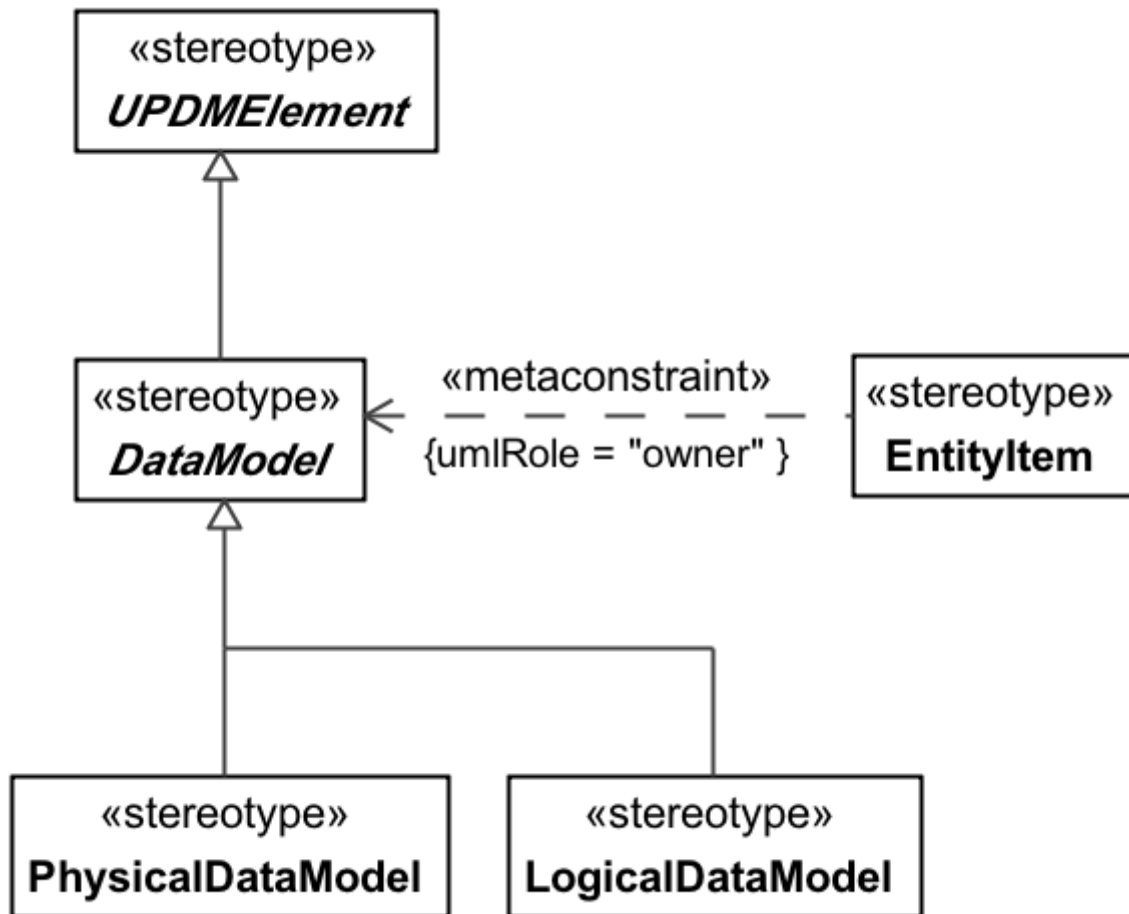 «stereotype»
UPDMElement
«stereotype»
DataModel
«metaconstraint»
{umlRole = "owner" }
«stereotype»
EntityItem
«stereotype»
PhysicalDataModel
«stereotype»
LogicalDataModel